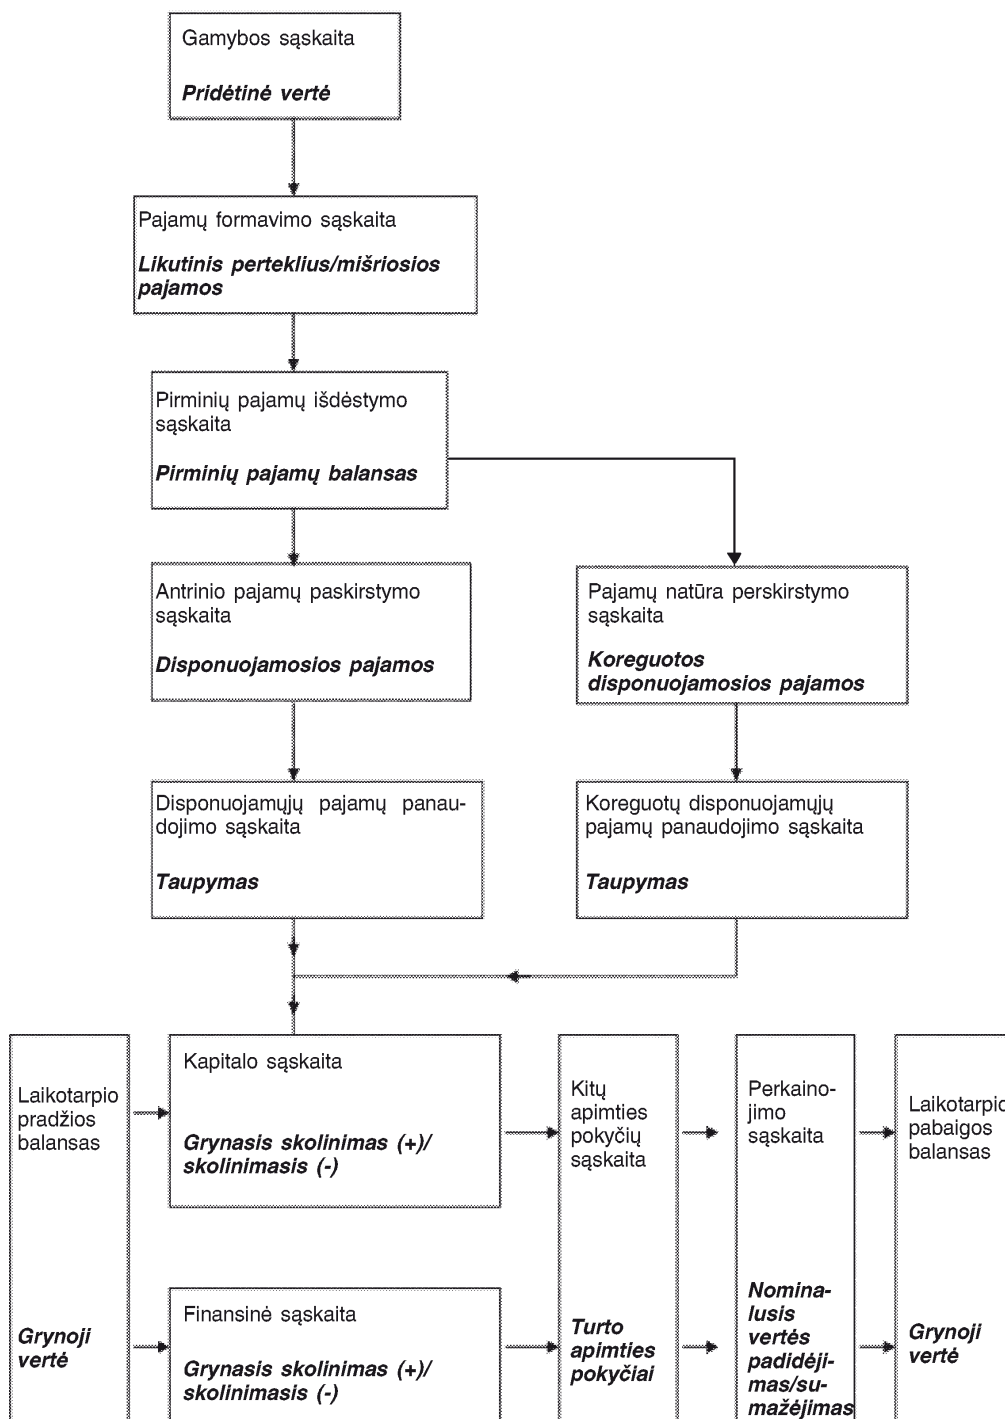 Gamybos sąskaita
Pridėtinė vertė
Pajamų formavimo sąskaita
Likutinis perteklius/mišriosios
pajamos
Pirminių pajamų išdėstymo
sąskaita
Pirminių pajamų balansas
Antrinio pajamų paskirstymo
sąskaita
Disponuojamosios pajamos
Pajamų natūra perskirstymo
sąskaita
Koreguotos
disponuojamosios pajamos
Disponuojamųjų pajamų panau-
dojimo sąskaita
Taupymas
Koreguotų disponuojamųjų
pajamų panaudojimo sąskaita
Taupymas
Laikotarpio
pradžios
balansas
Grynoji
vertė
Kapitalo sąskaita
Grynasis skolinimas (+)/
skolinimasis (-)
Finansinė sąskaita
Grynasis skolinimas (+)/
skolinimasis (-)
Kitų
apimties
pokyčių
sąskaita
Turto
apimties
pokyčiai
Perkaino-
jimo
sąskaita
Nomina-
lusis
vertės
padidėji-
mas/su-
mažėjimas
Laikotarpio
pabaigos
balansas
Grynoji
vertė